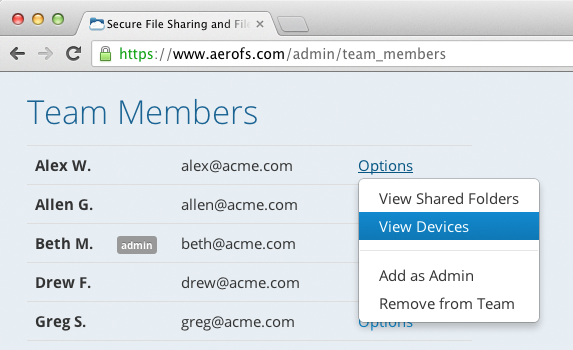 Secure File Sharing and File
https://www.aerofs.com/admin/team_members
Team Members
Alex W. alex@acme.com Options
View Shared Folders
Allen G. allen@acme.com
View Devices
Beth M. admin beth@acme.com
Add as Admin
Drew F. drew@acme.com
Remove from Team
Greg S. greg@acme.com Options